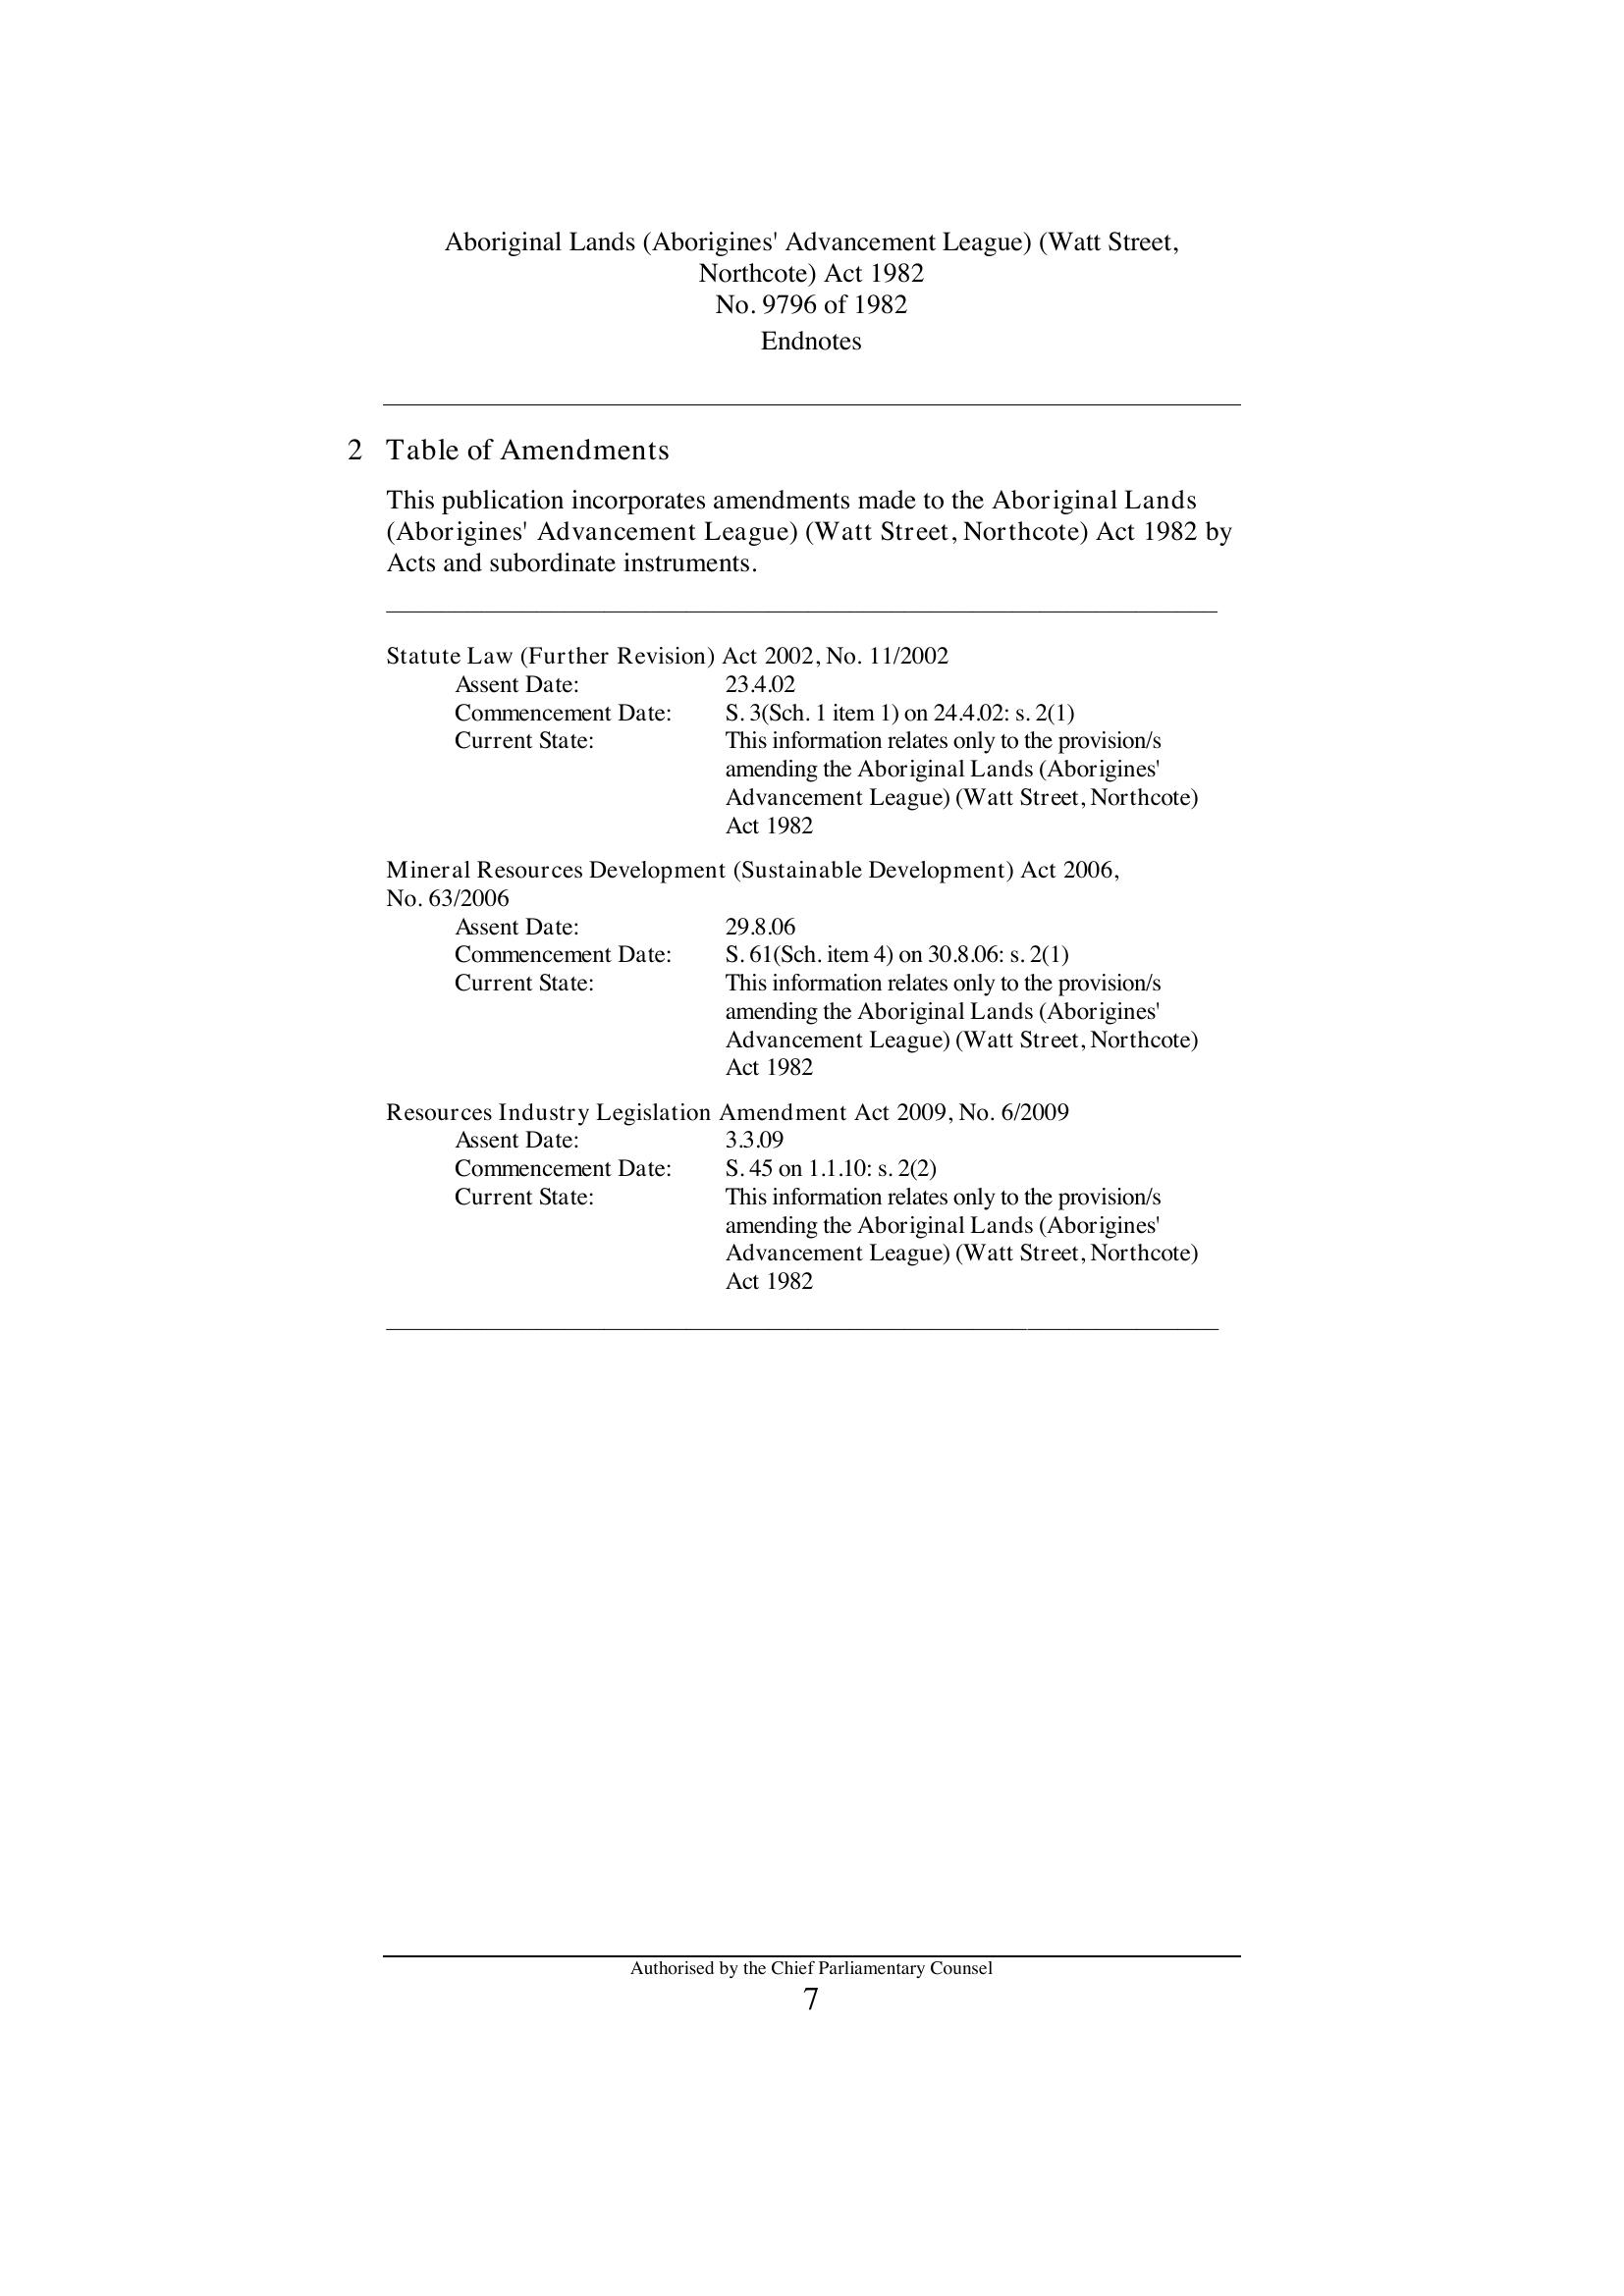 Aboriginal Lands (Aborigines' Advancement League) (Watt Street,
Northcote) Act 1982
No. 9796 of 1982
Endnotes
2 Table of Amendments
This publication incorporates amendments made to the Aboriginal Lands
(Aborigines' Advancement League) (Watt Street, Northcote) Act 1982 by
Acts and subordinate instruments.
Statute Law (Further Revision) Act 2002, No. 11/2002
Assent Date: 23.4.02
Commencement Date: S. 3(Sch. 1 item 1) on 24.4.02: s. 2(1)
Current State: This information relates only to the provision/s
amending the Aboriginal Lands (Aborigines'
Advancement League) (Watt Street, Northcote)
Act 1982
Mineral Resources Development (Sustainable Development) Act 2006,
No. 63/2006
Assent Date: 29.8.06
Commencement Date: S. 61(Sch. item 4) on 30.8.06: s. 2(1)
Current State: This information relates only to the provision/s
amending the Aboriginal Lands (Aborigines'
Advancement League) (Watt Street, Northcote)
Act 1982
Resources Industry Legislation Amendment Act 2009, No. 6/2009
Assent Date: 3.3.09
Commencement Date: S. 45 on 1.1.10: s. 2(2)
Current State: This information relates only to the provision/s
amending the Aboriginal Lands (Aborigines'
Advancement League) (Watt Street, Northcote)
Act 1982
Authorised by the Chief Parliamentary Counsel
7